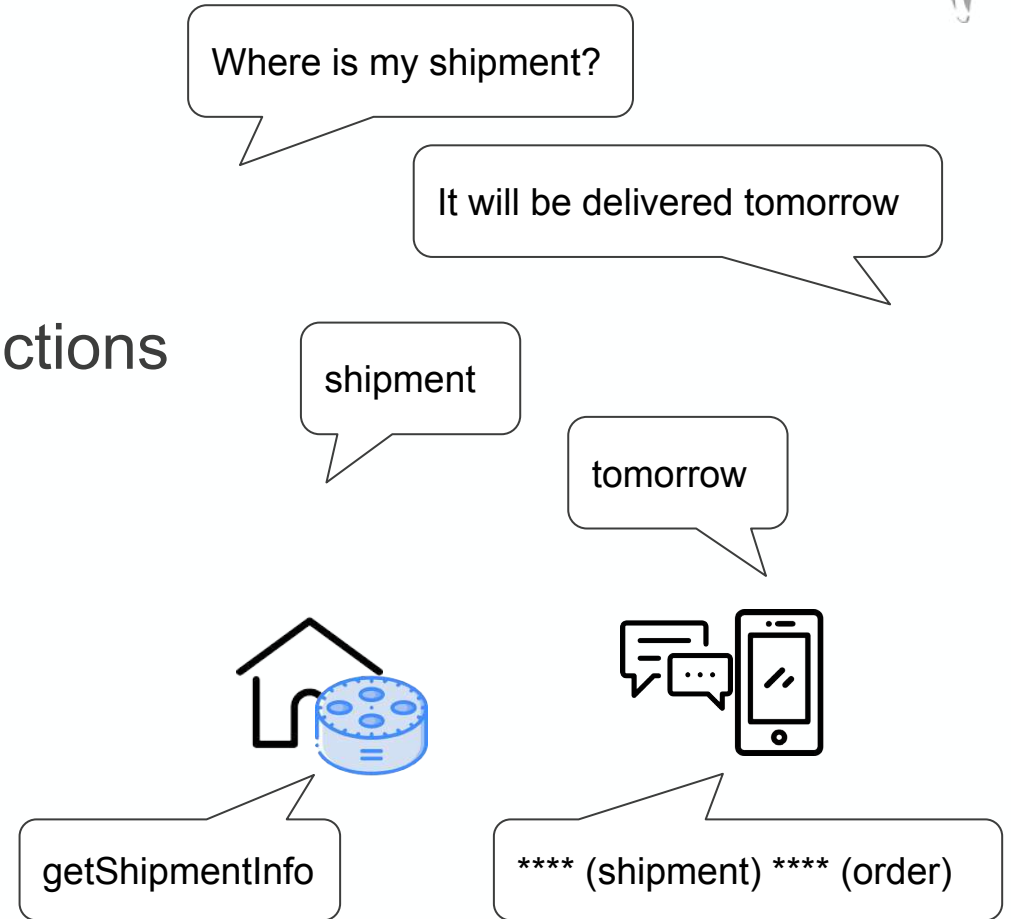 Where is my shipment?
It will be delivered tomorrow
ctions
shipment
tomorrow
getShipmentInfo
**** (shipment) **** (order)